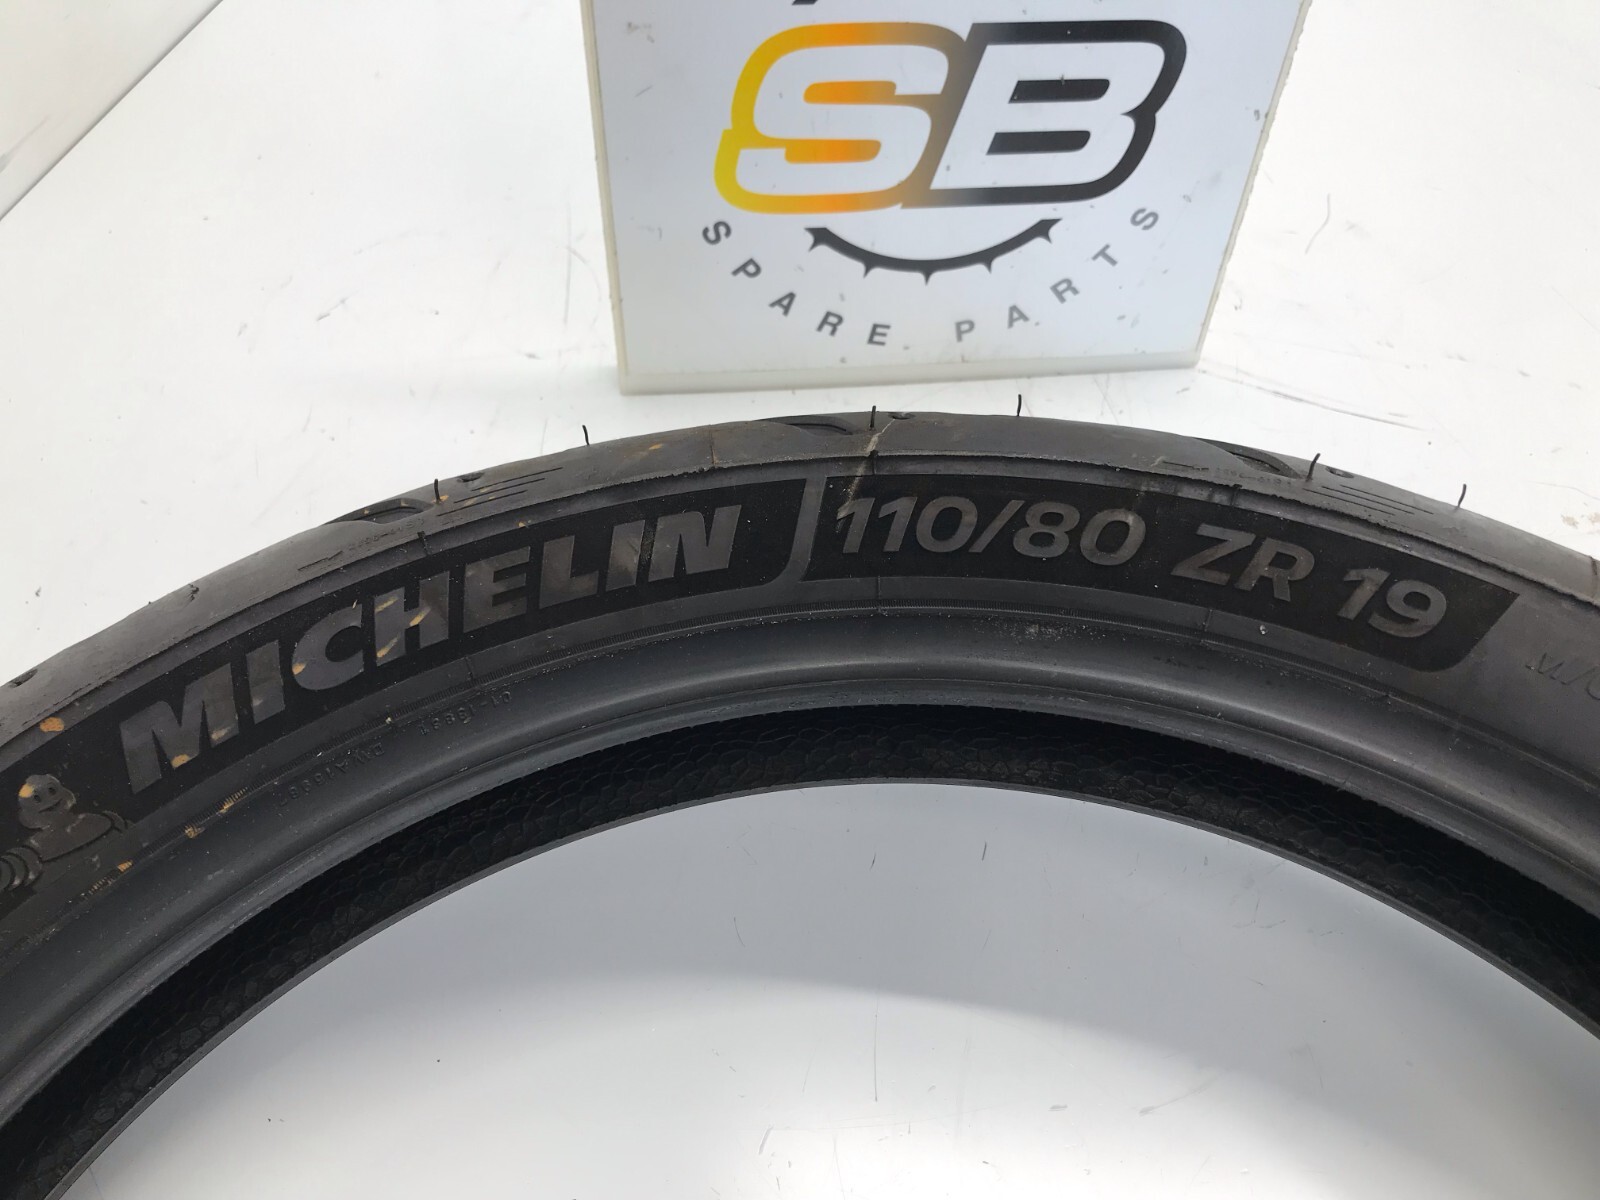 SB
SPARE PARTS
MICHELIN 110/80 ZR 19